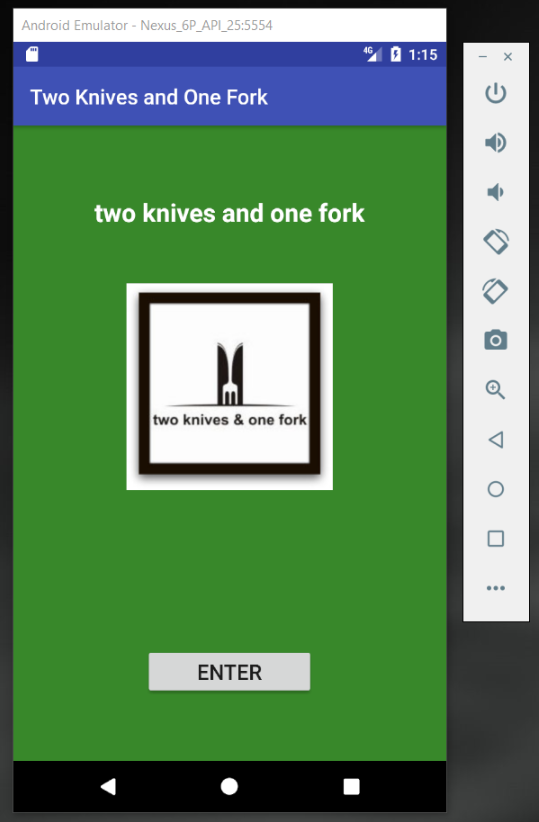 Android Emulator - Nexus_6P_API_25:5554
4G 1:15
Two Knives and One Fork
two knives and one fork
two knives & one fork
ENTER